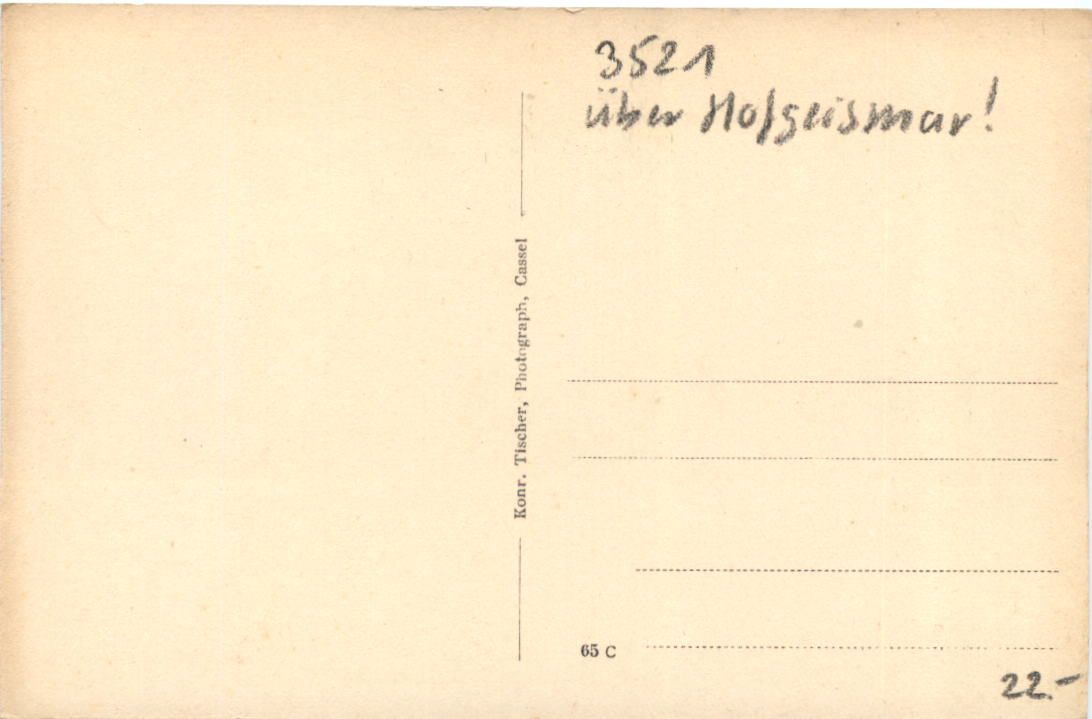 3521
über Hofgeismar!
Konr. Tischer, Photograph, Cassel
65 C
22.-